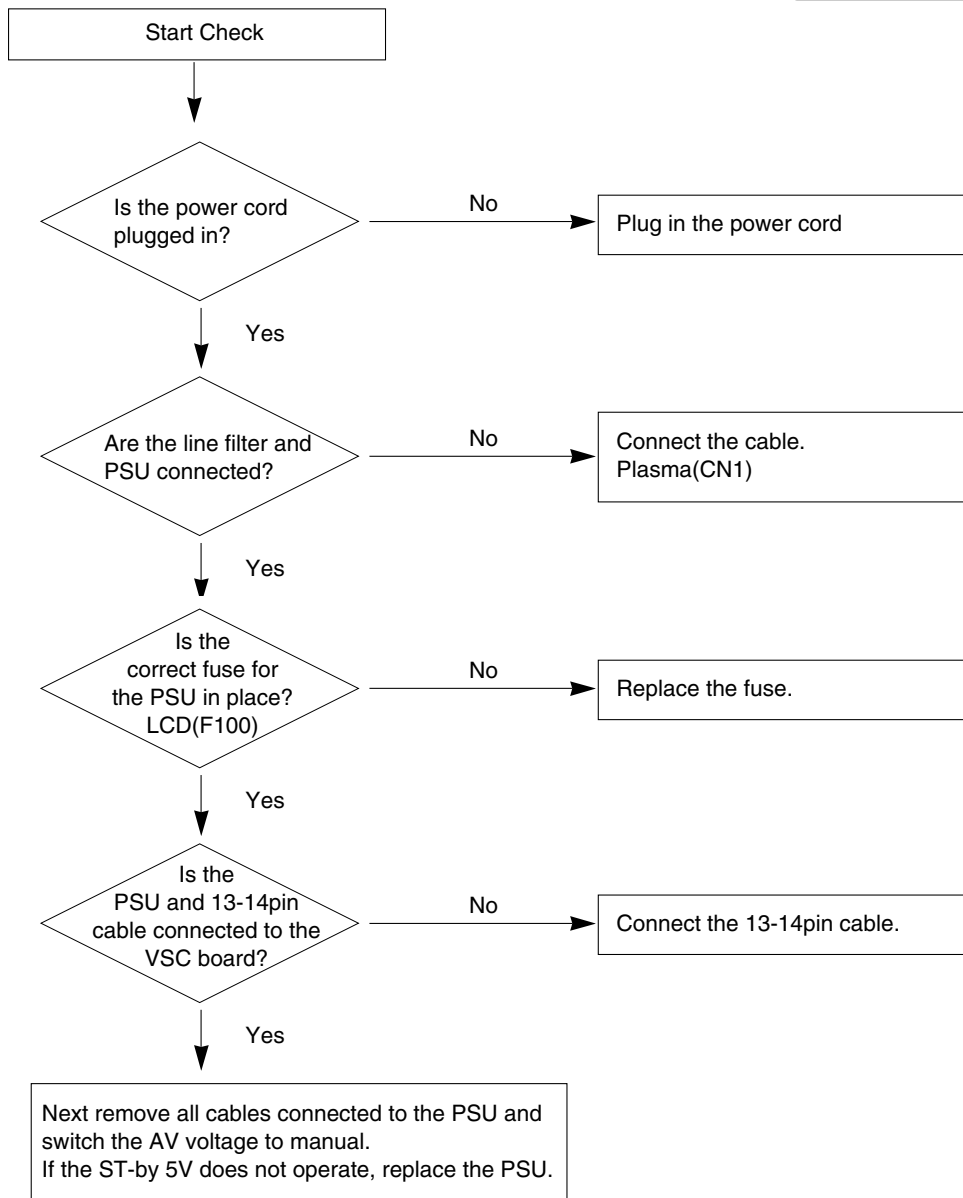 Start Check
Is the power cord
plugged in?
No
Plug in the power cord
Yes
Are the line filter and
PSU connected?
No
Connect the cable.
Plasma(CN1)
Yes
Is the
correct fuse for
the PSU in place?
LCD(F100)
No
Replace the fuse.
Yes
Is the
PSU and 13-14pin
cable connected to the
VSC board?
No
Connect the 13-14pin cable.
Yes
Next remove all cables connected to the PSU and
switch the AV voltage to manual.
If the ST-by 5V does not operate, replace the PSU.